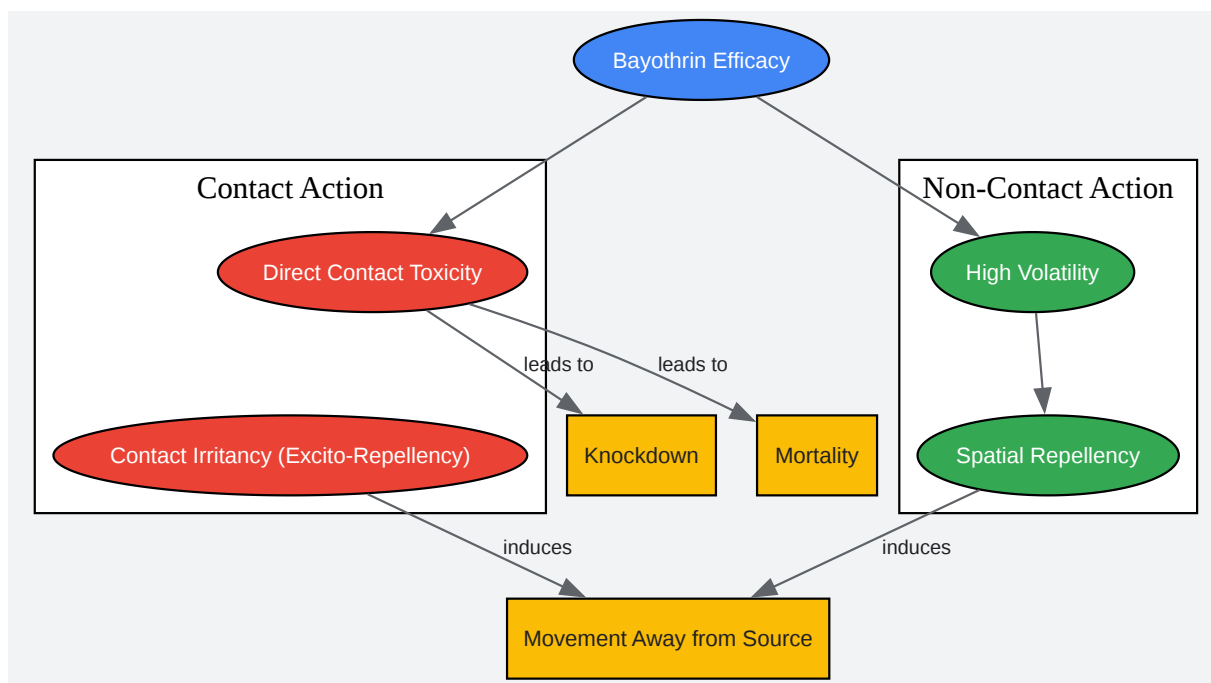 Bayothrin Efficacy
Contact Action
Non-Contact Action
Direct Contact Toxicity
High Volatility
leads to
leads to
Contact Irritancy (Excito-Repellency)
Knockdown
Mortality
Spatial Repellency
induces
induces
Movement Away from Source